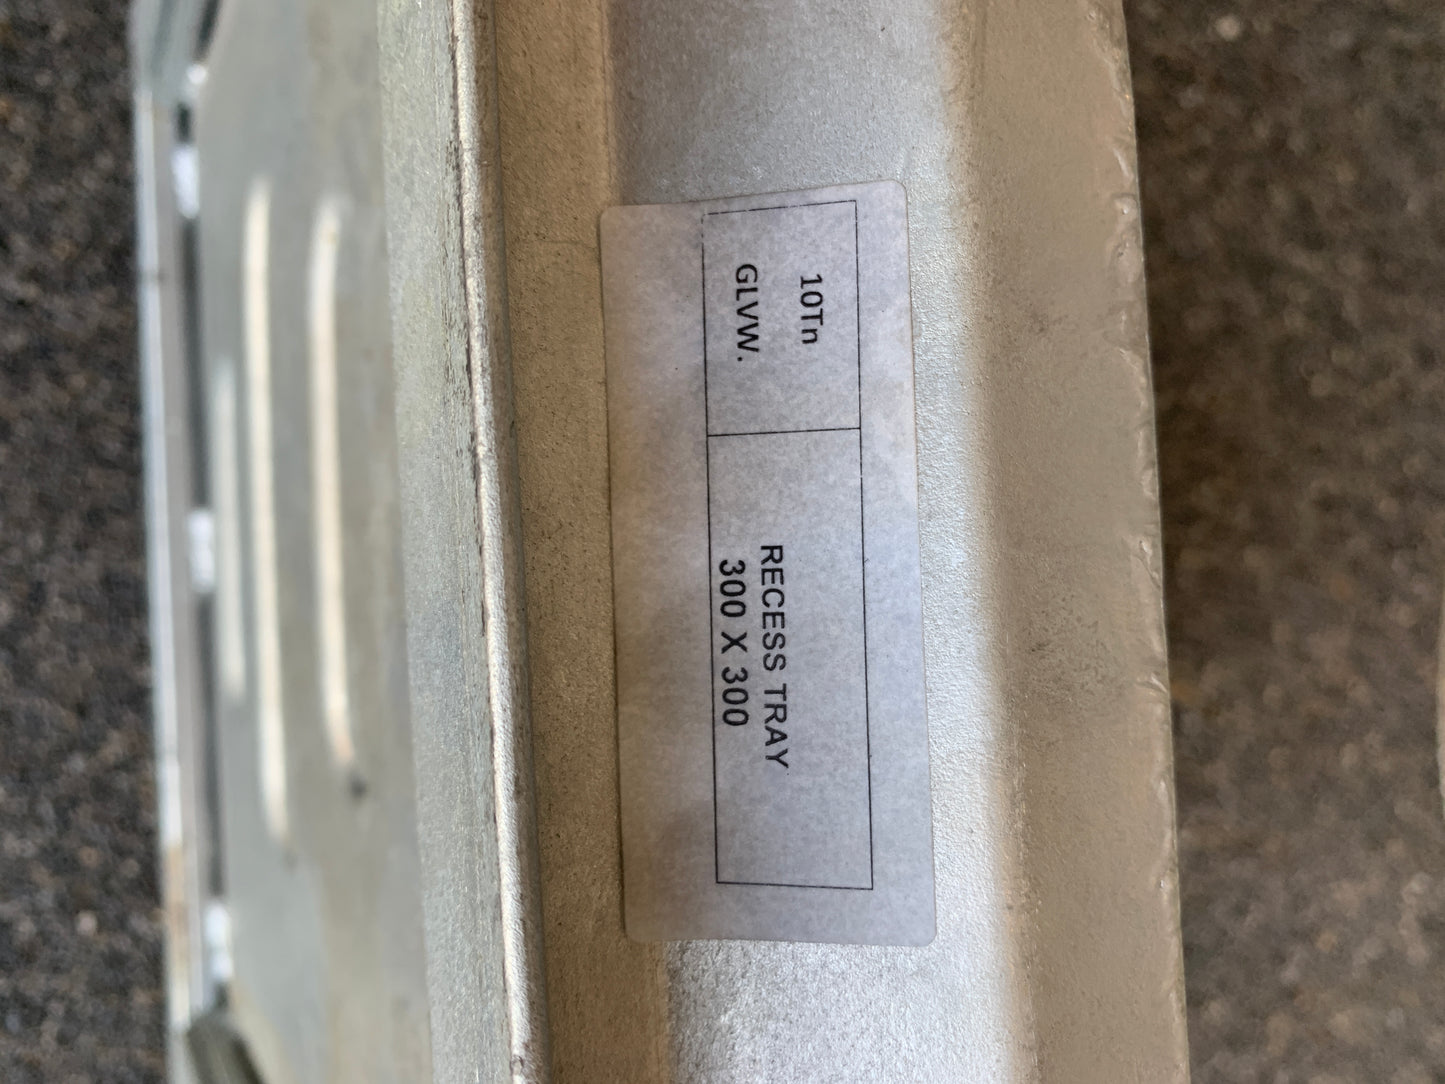 10Tn
GLVW.
RECESS TRAY
300 X 300